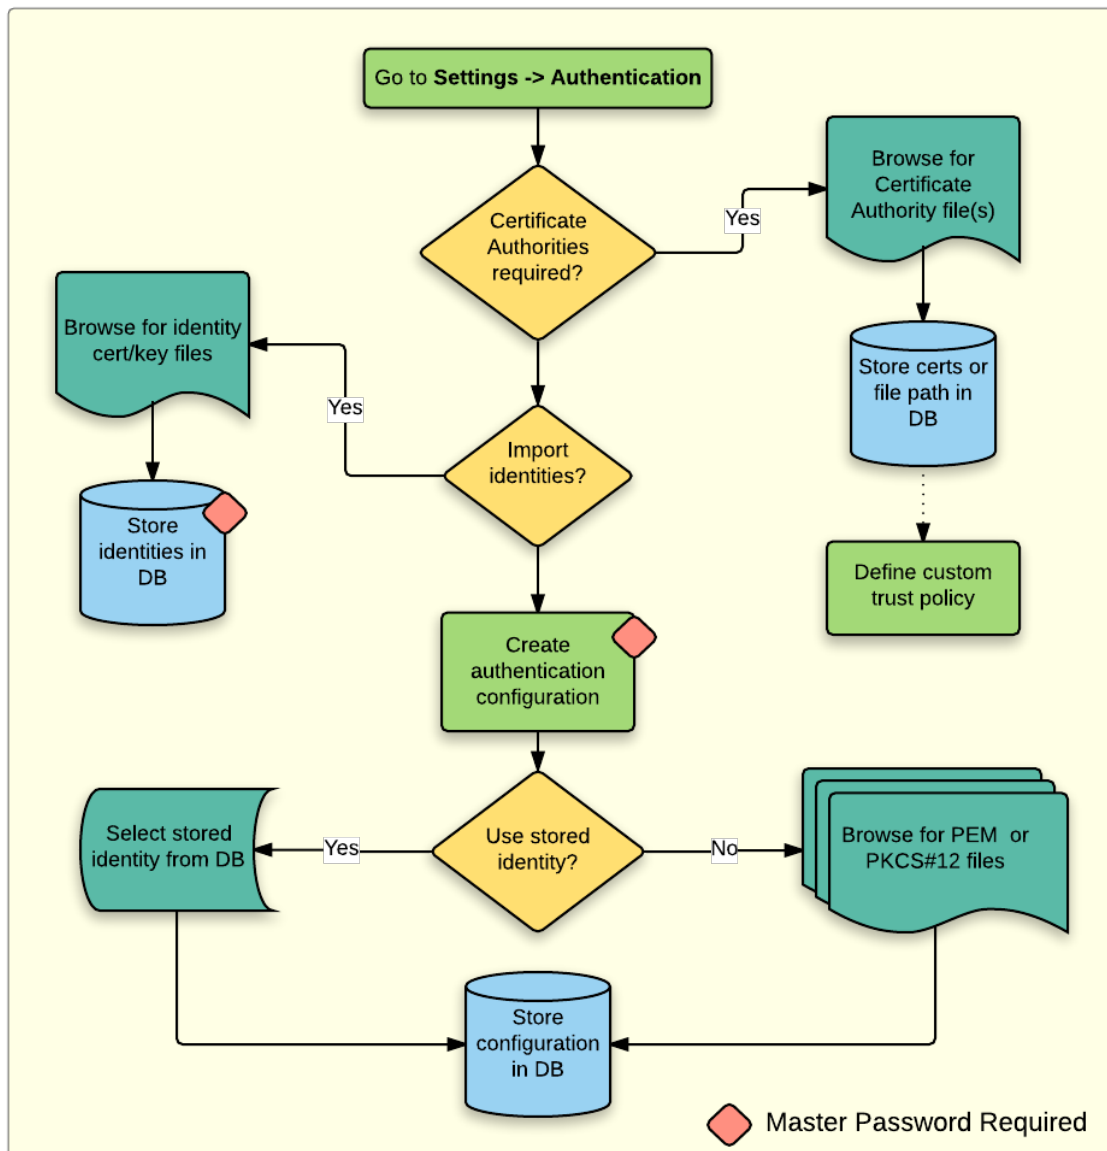 Go to Settings -> Authentication
Certificate
Authorities
required?
Yes
Browse for
Certificate
Authority file(s)
Store certs or
file path in
DB
Define custom
trust policy
Import
identities?
Yes
Browse for identity
cert/key files
Store
identities in
DB
Create
authentication
configuration
Use stored
identity?
Yes
Select stored
identity from DB
No
Browse for PEM  or
PKCS#12 files
Store
configuration
in DB
Master Password Required